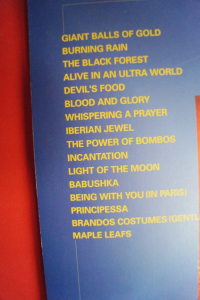 GIANT BALLS OF GOLD
BURNING RAIN
THE BLACK FOREST
ALIVE IN AN ULTRA WORLD
DEVIL'S FOOD
BLOOD AND GLORY
WHISPERING A PRAYER
IBERIAN JEWEL
THE POWER OF BOMBOS
INCANTATION
LIGHT OF THE MOON
BABUSHKA
BEING WITH YOU (IN PARIS)
PRINCIPESSA
BRANDOS COSTUMES (GENTL
MAPLE LEAFS